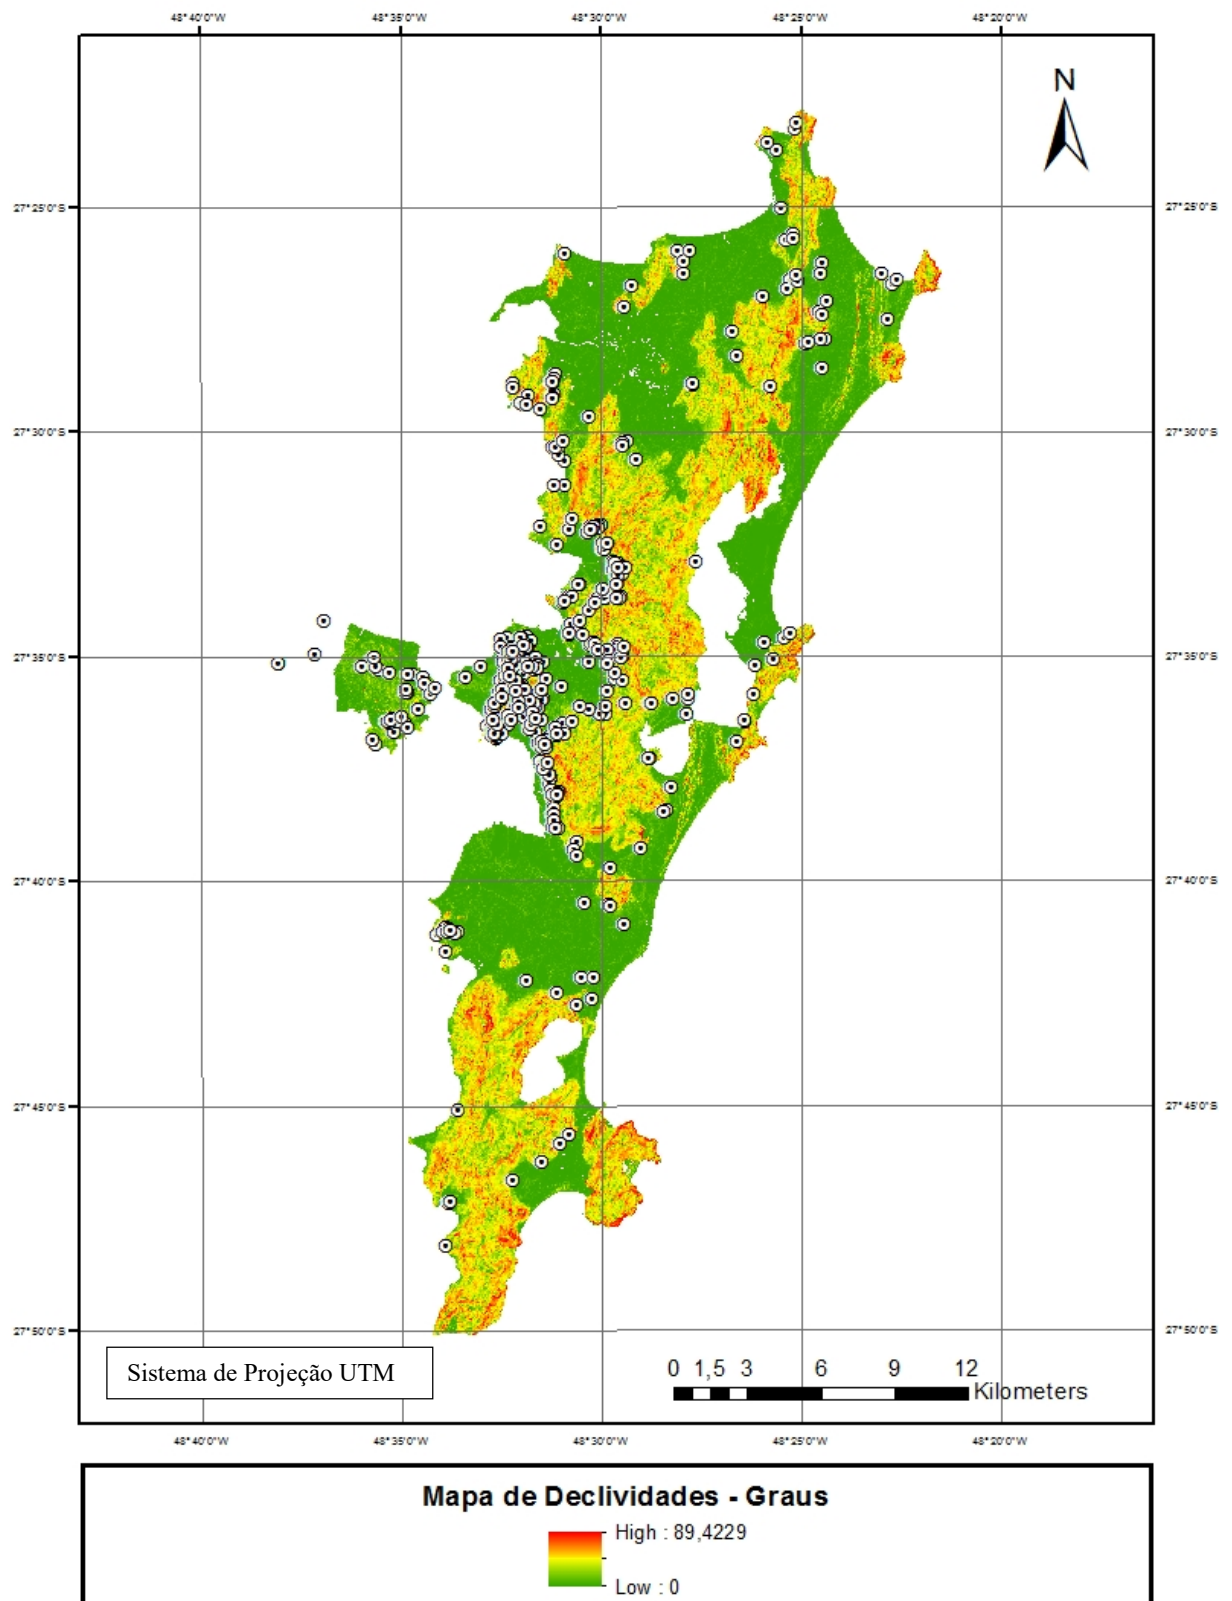 48°40'0"W 48°35'0"W 48°30'0"W 48°25'0"W 48°20'0"W
N
27°25'0"S 27°25'0"S
27°30'0"S 27°30'0"S
27°35'0"S 27°35'0"S
27°40'0"S 27°40'0"S
27°45'0"S 27°45'0"S
27°50'0"S 27°50'0"S
Sistema de Projeção UTM
0 1,5 3 6 9 12
Kilometers
48°40'0"W 48°35'0"W 48°30'0"W 48°25'0"W 48°20'0"W
Mapa de Declividades - Graus
High : 89,4229
Low : 0